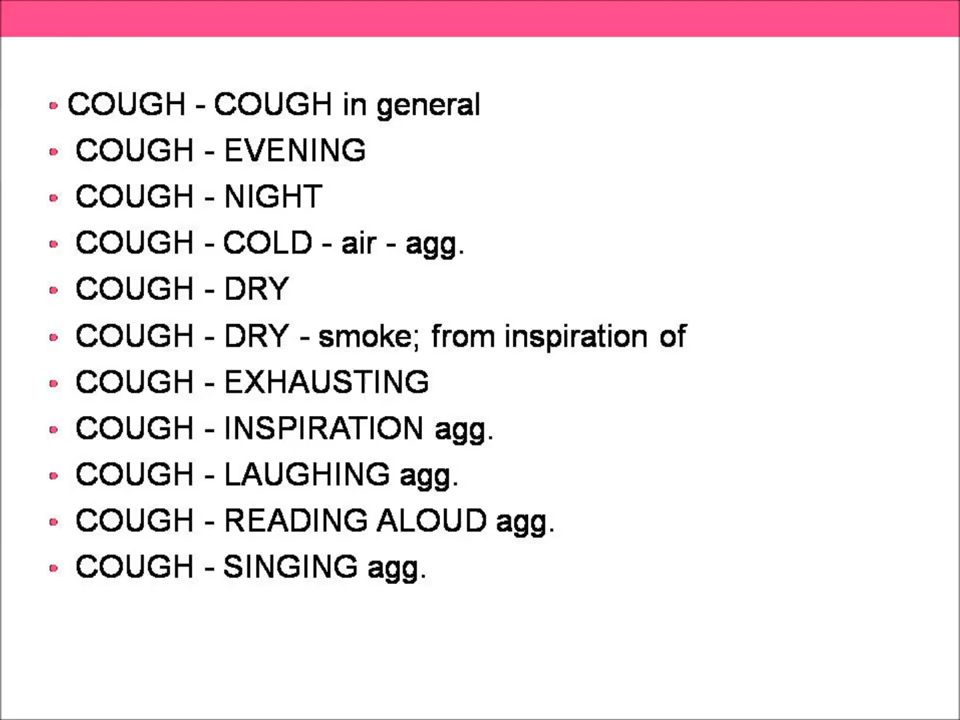 • COUGH - COUGH in general
• COUGH - EVENING
• COUGH - NIGHT
• COUGH - COLD - air - agg.
• COUGH - DRY
• COUGH - DRY - smoke; from inspiration of
• COUGH - EXHAUSTING
• COUGH - INSPIRATION agg.
• COUGH - LAUGHING agg.
• COUGH - READING ALOUD agg.
• COUGH - SINGING agg.